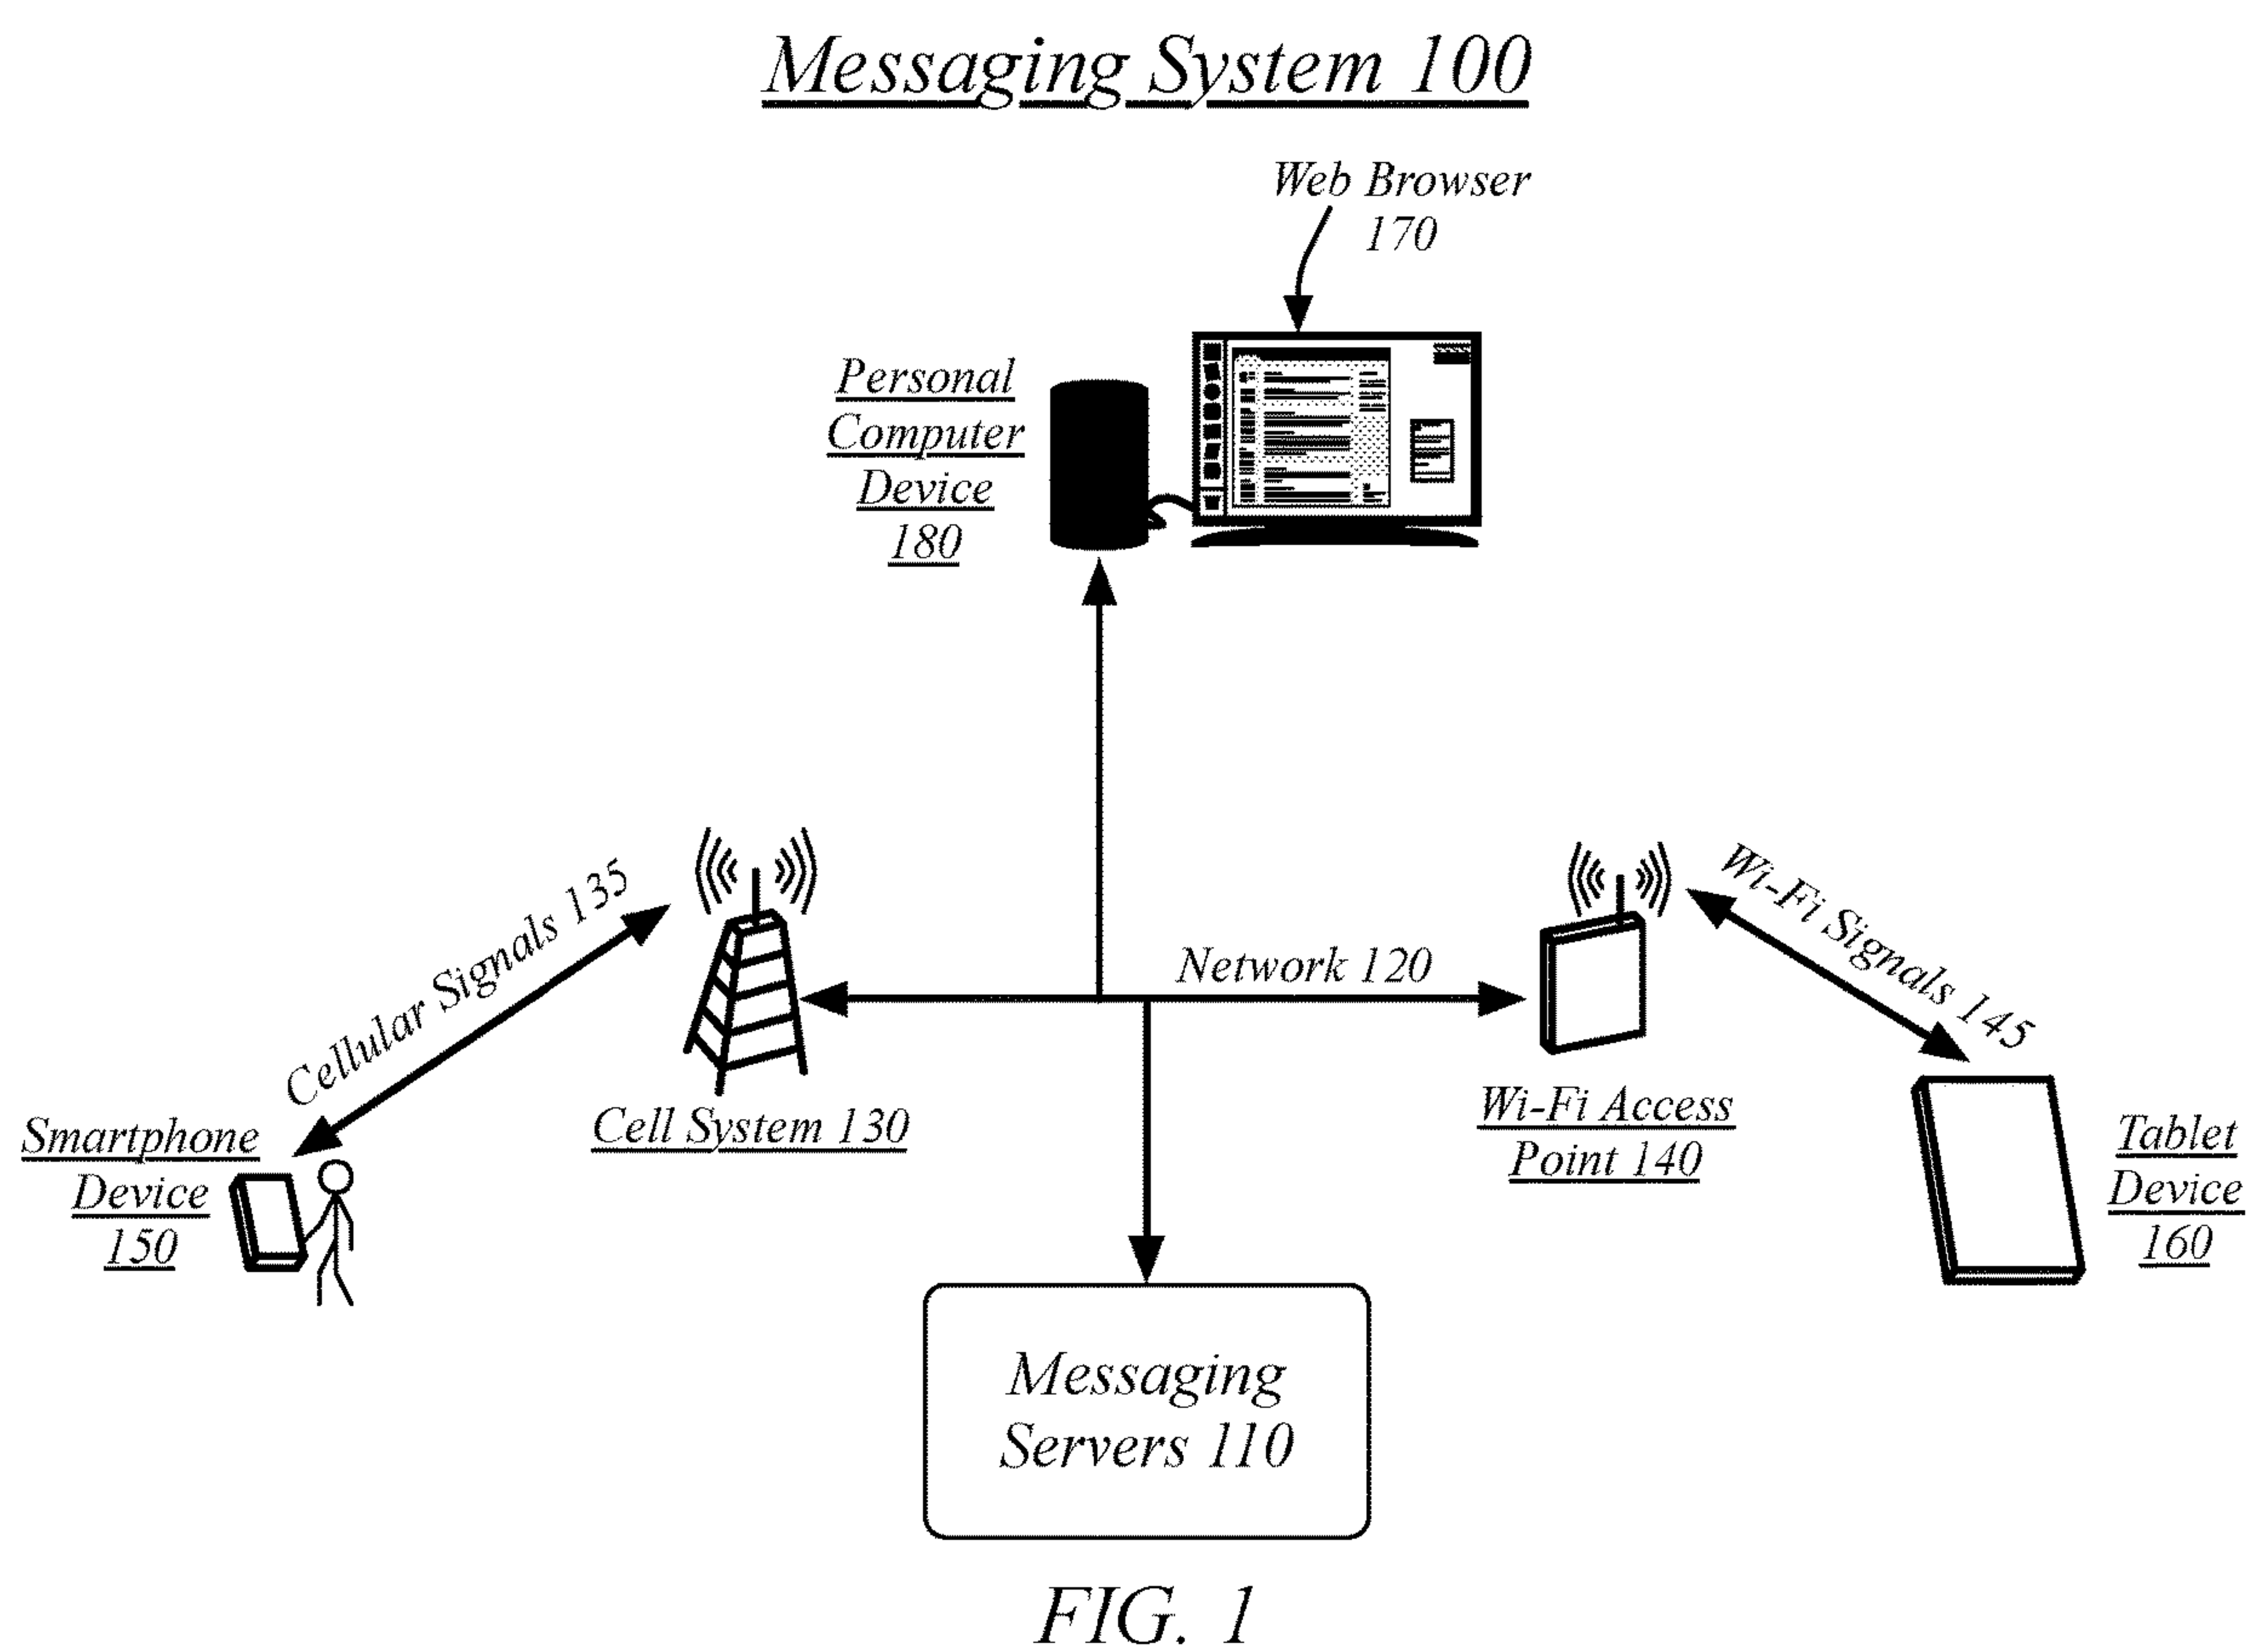 Messaging System 100
Web Browser
170
Personal
Computer
Device
180
Cellular Signals 135
Wi-Fi Signals 145
Network 120
Smartphone
Device
150
Cell System 130
Wi-Fi Access
Point 140
Tablet
Device
160
Messaging
Servers 110
FIG. 1